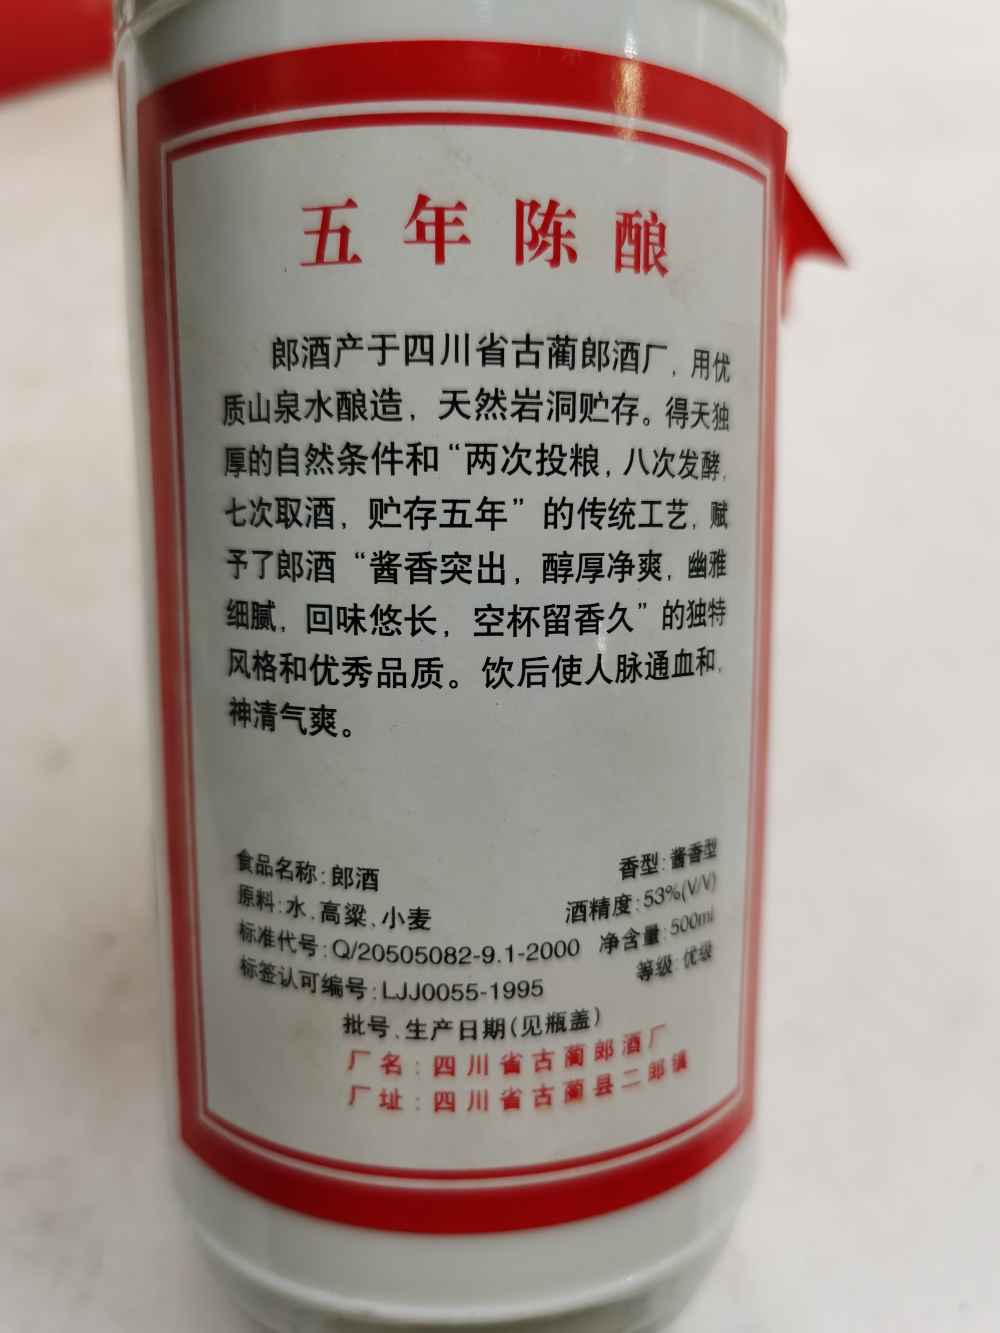 五年陈酿
郎酒产于四川省古蔺郎酒厂，用优
质山泉水酿造，天然岩洞贮存。得天独
厚的自然条件和“两次投粮，八次发酵，
七次取酒，贮存五年”的传统工艺，赋
予了郎酒“酱香突出，醇厚净爽，幽雅
细腻，回味悠长，空杯留香久”的独特
风格和优秀品质。饮后使人脉通血和，
神清气爽。
食品名称：郎酒 香型：酱香型
原料：水、高粱、小麦 酒精度：53%(V/V)
标准代号：Q/20505082-9.1-2000 净含量：500ml
标签认可编号：LJJ0055-1995 等级：优级
批号、生产日期(见瓶盖)
厂名：四川省古蔺郎酒厂
厂址：四川省古蔺县二郎镇